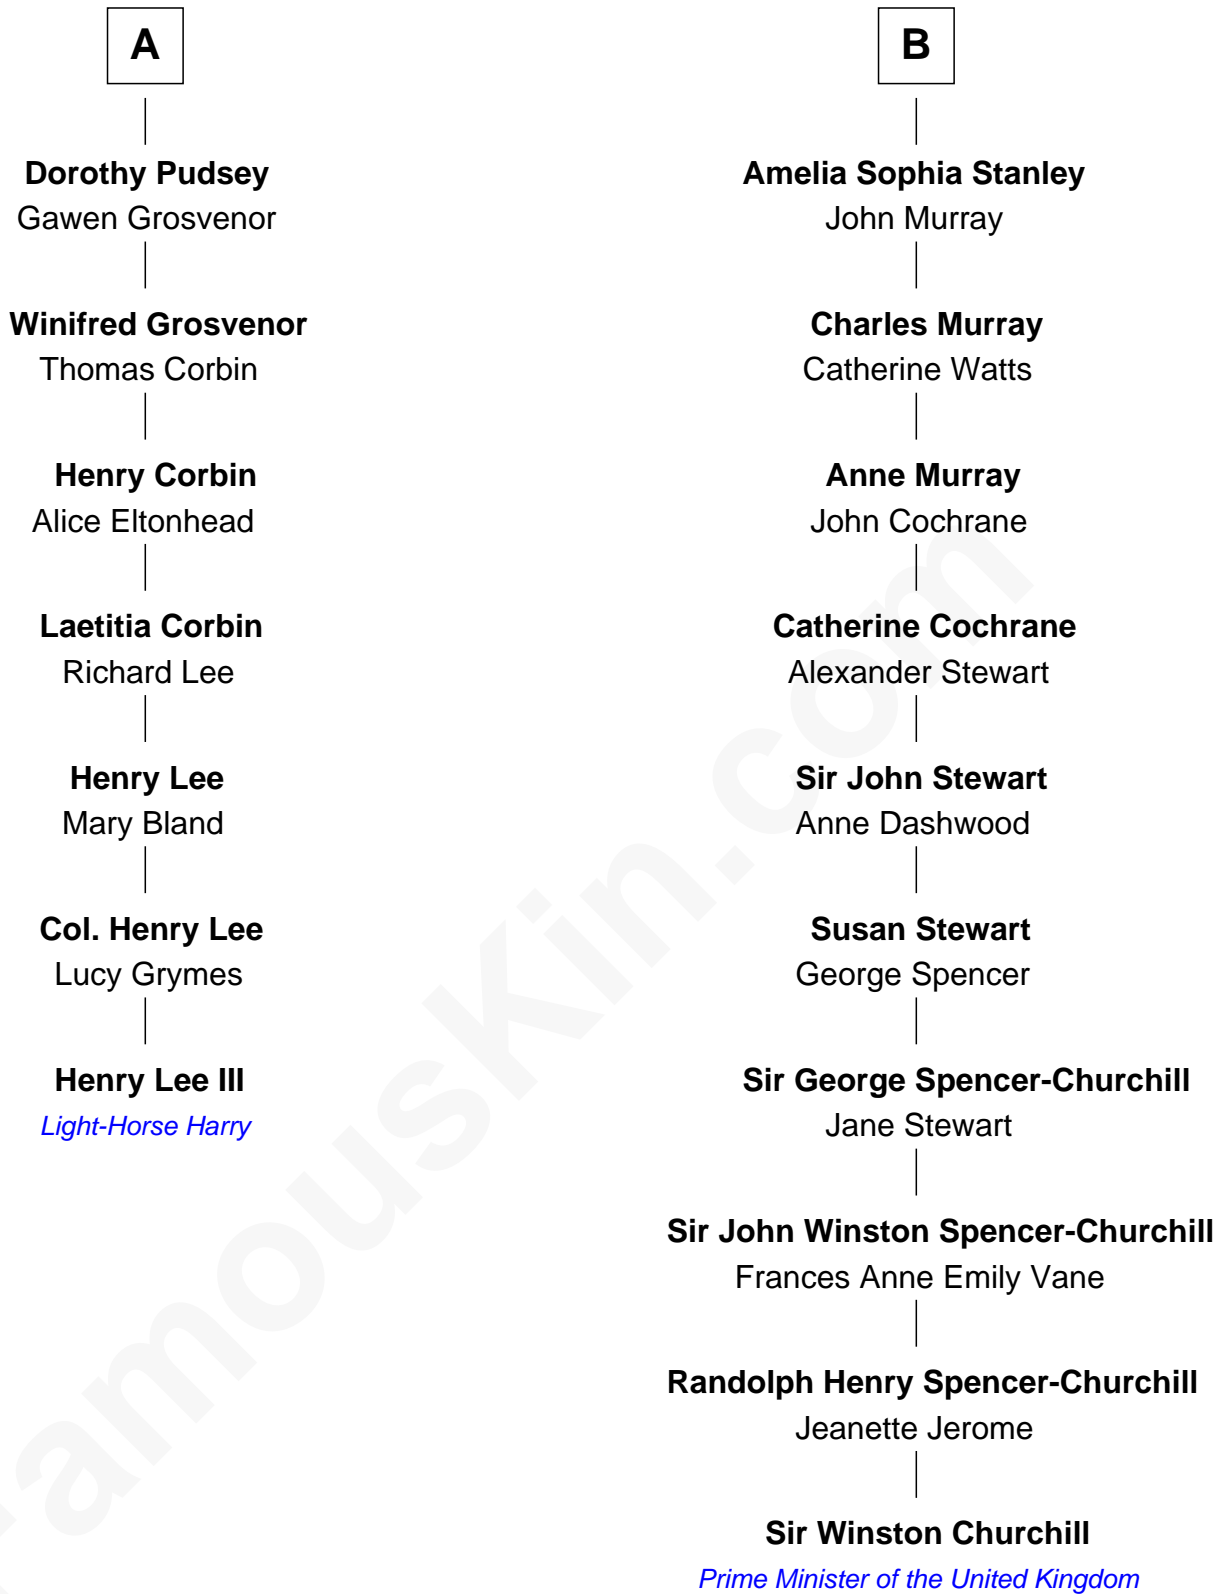 A
Dorothy Pudsey
Gawen Grosvenor
Winifred Grosvenor
Thomas Corbin
Henry Corbin
Alice Eltonhead
Laetitia Corbin
Richard Lee
Henry Lee
Mary Bland
Col. Henry Lee
Lucy Grymes
Henry Lee III
Light-Horse Harry
B
Amelia Sophia Stanley
John Murray
Charles Murray
Catherine Watts
Anne Murray
John Cochrane
Catherine Cochrane
Alexander Stewart
Sir John Stewart
Anne Dashwood
Susan Stewart
George Spencer
Sir George Spencer-Churchill
Jane Stewart
Sir John Winston Spencer-Churchill
Frances Anne Emily Vane
Randolph Henry Spencer-Churchill
Jeanette Jerome
Sir Winston Churchill
Prime Minister of the United Kingdom
FamousKin.com